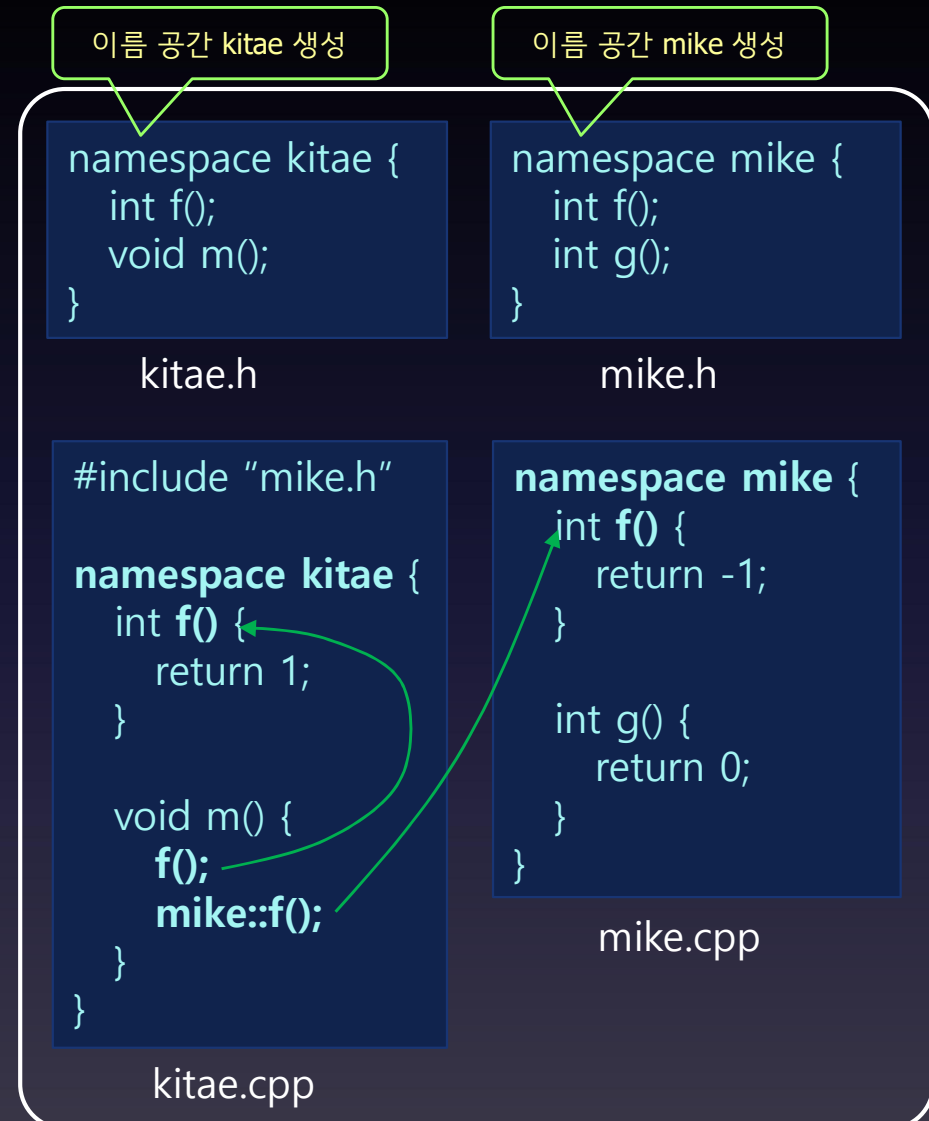 이름 공간 kitae 생성
이름 공간 mike 생성
namespace kitae {
int f();
void m();
}
kitae.h
namespace mike {
int f();
int g();
}
mike.h
#include “mike.h”
namespace kitae {
int f() {
return 1;
}
void m() {
f();
mike::f();
}
}
kitae.cpp
namespace mike {
int f() {
return -1;
}
int g() {
return 0;
}
}
mike.cpp